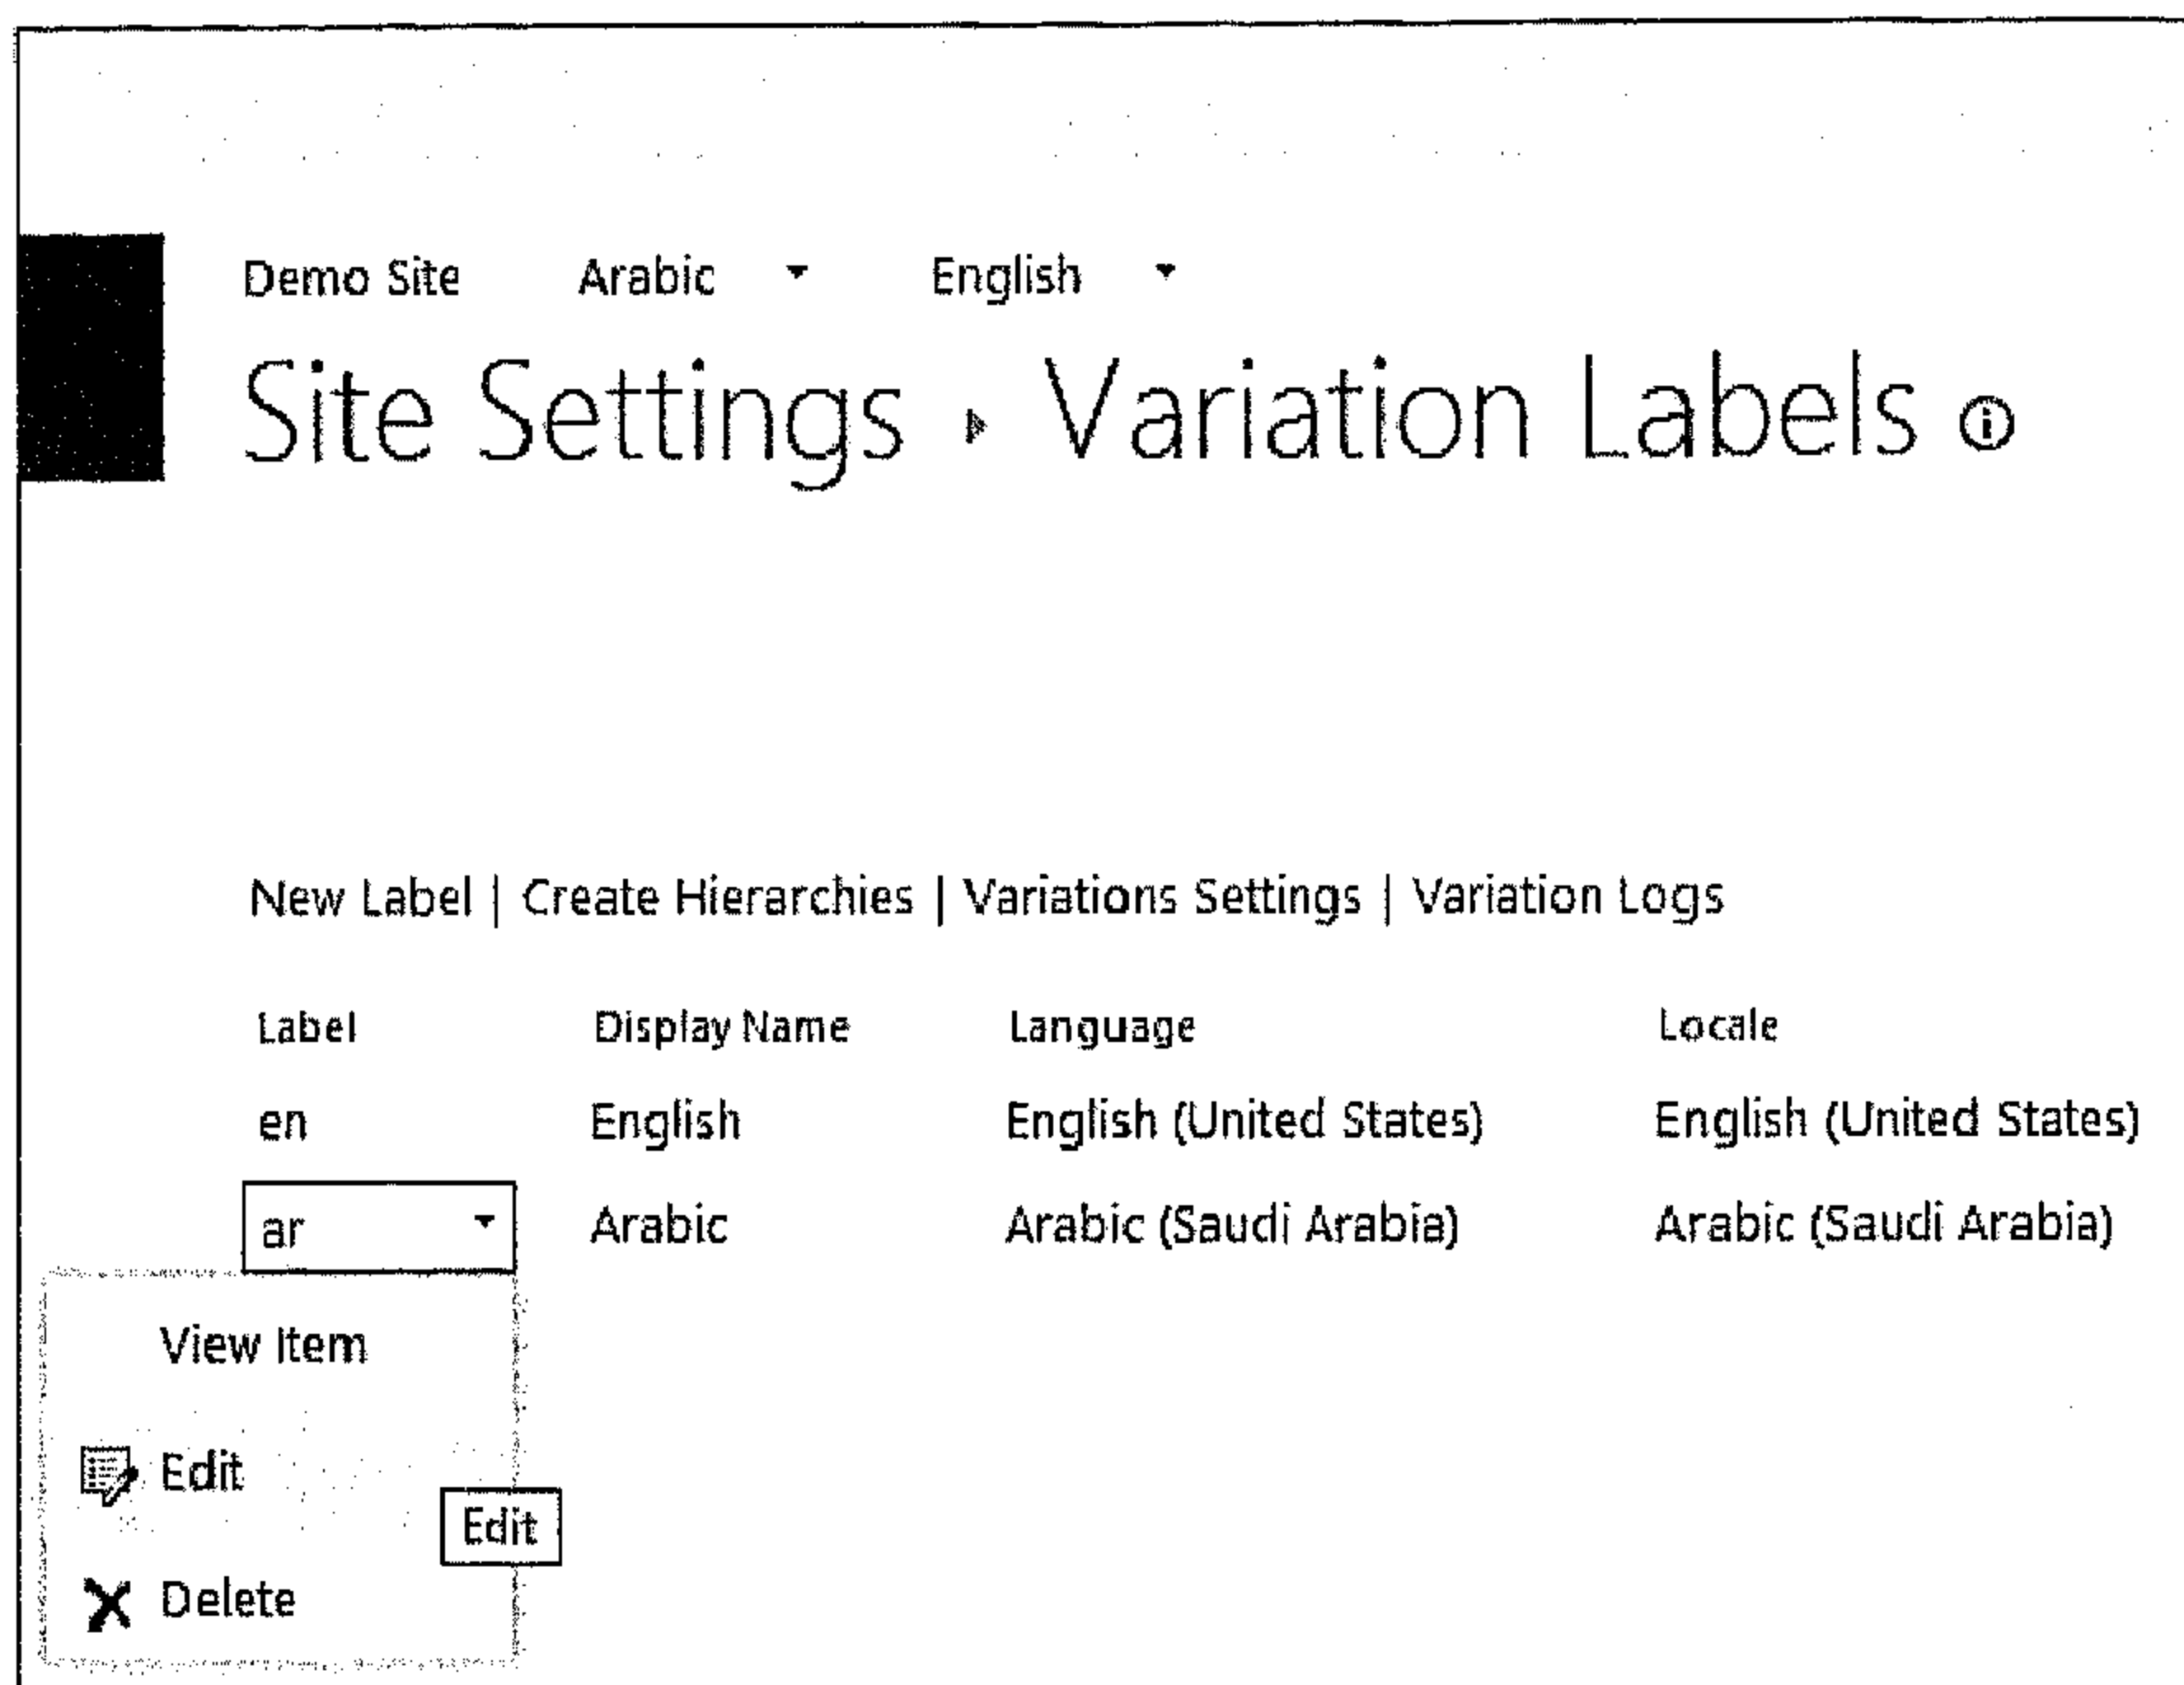 Demo Site Arabic English
Site Settings Variation Labels
New Label | Create Hierarchies | Variations Settings | Variation Logs
Label Display Name Language Locale
en English English (United States) English (United States)
ar Arabic Arabic (Saudi Arabia) Arabic (Saudi Arabia)
View Item
Edit
Edit
Delete